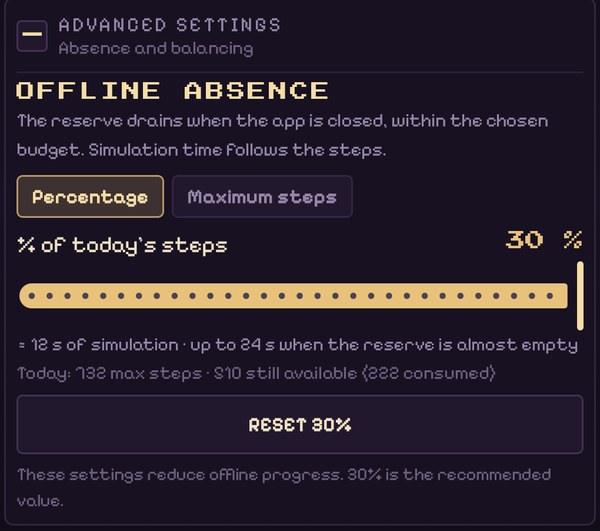 ADVANCED SETTINGS
Absence and balancing
OFFLINE ABSENCE
The reserve drains when the app is closed, within the chosen
budget. Simulation time follows the steps.
Percentage
Maximum steps
% of today's steps
30 %
≈ 12 s of simulation · up to 24 s when the reserve is almost empty
Today: 732 max steps · 510 still available (222 consumed)
RESET 30%
These settings reduce offline progress. 30% is the recommended
value.